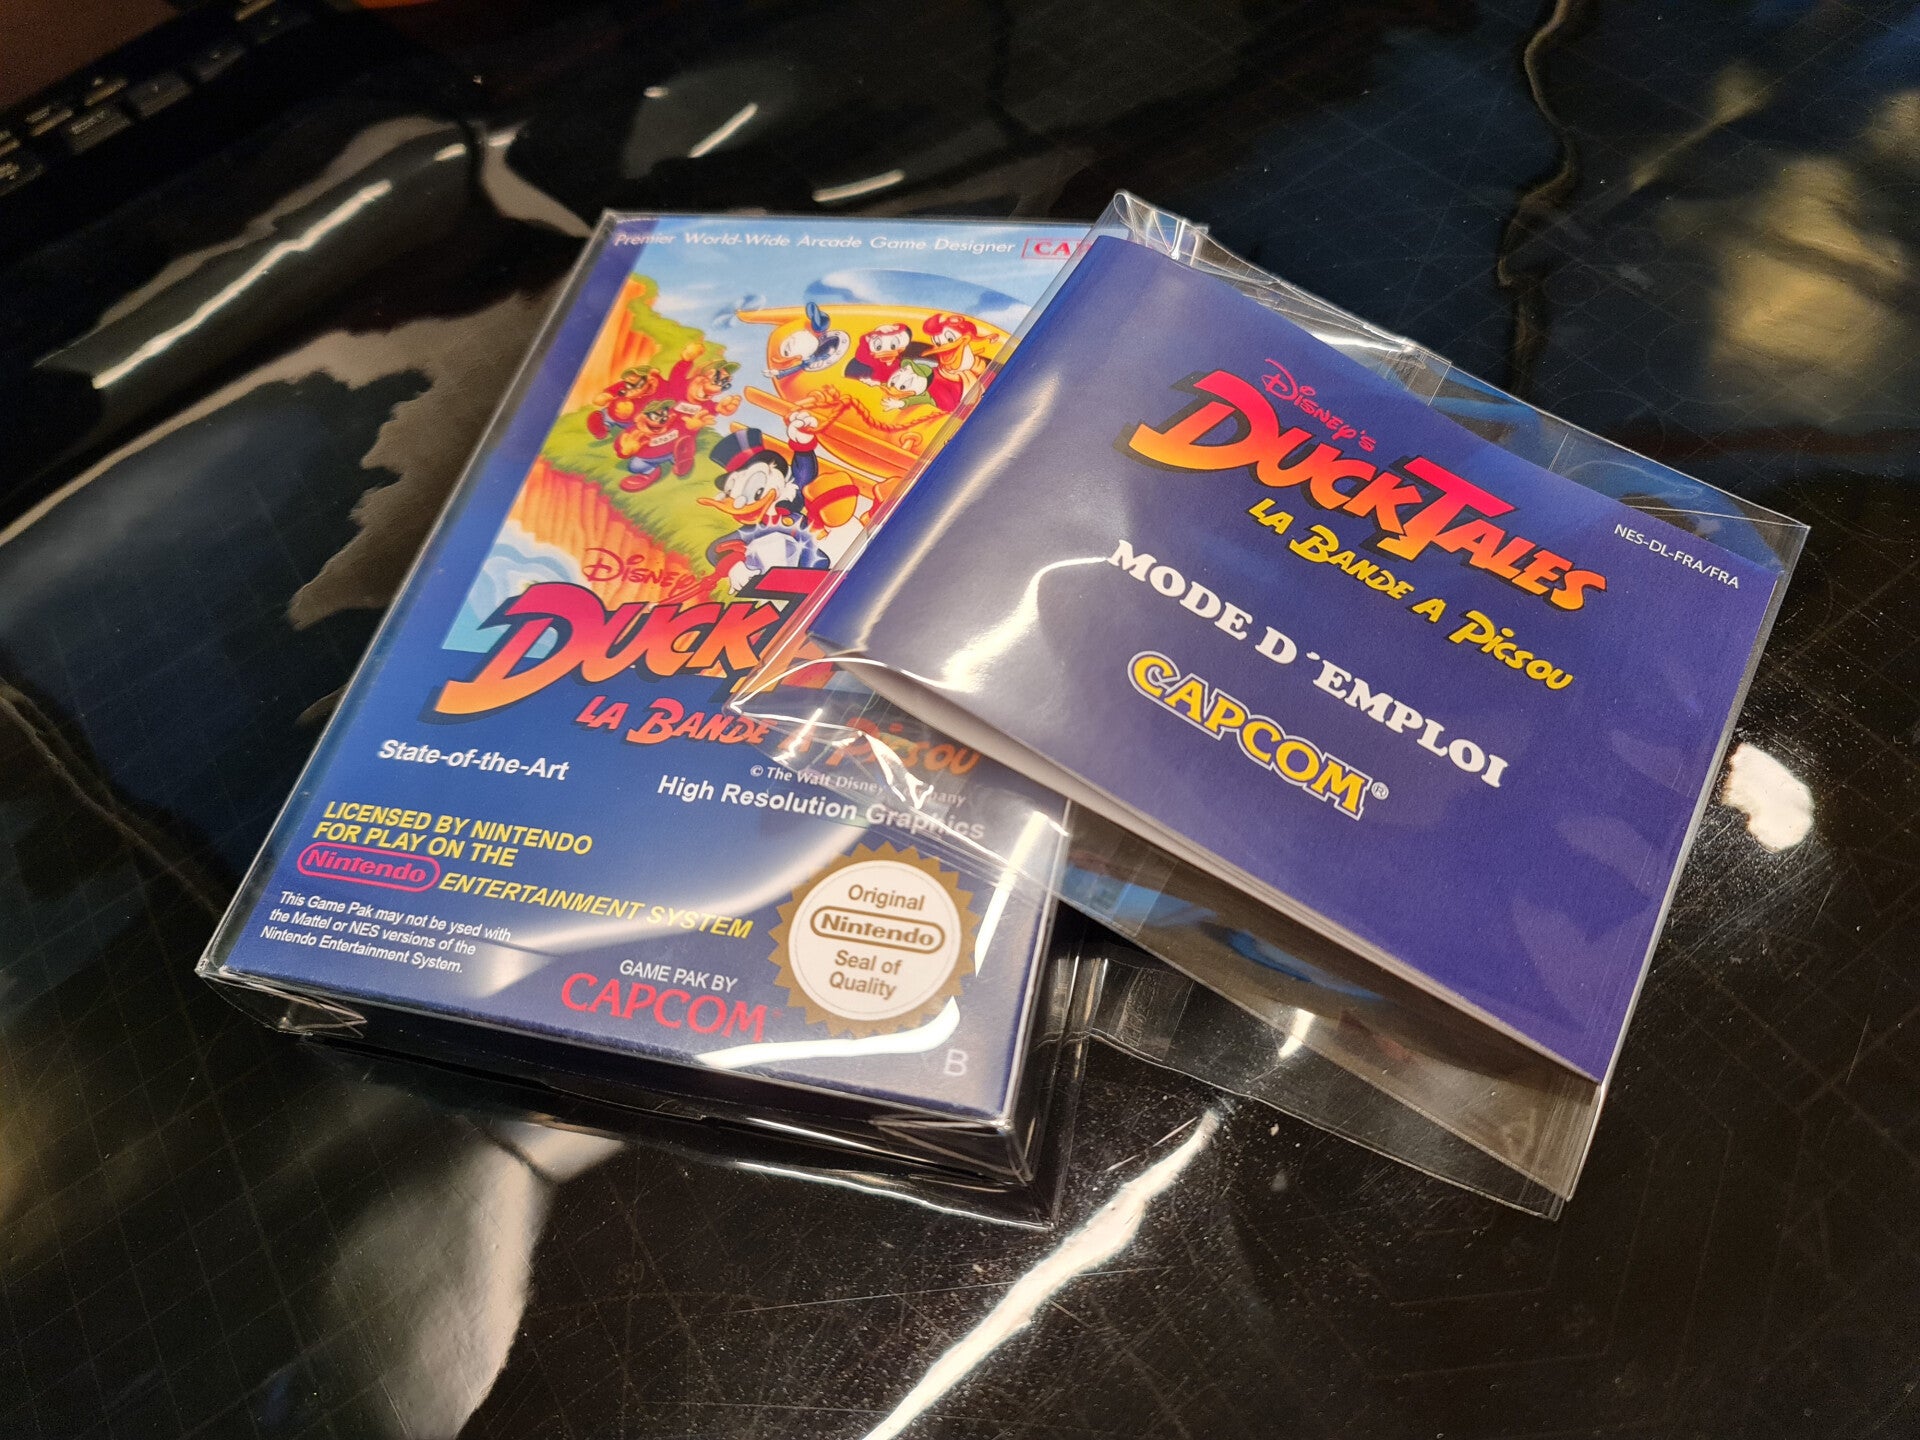 Premier World-Wide Arcade Game Designer
Disney's
DUCK
LA BANDE A PICSOU
© The Walt Disney Company
State-of-the-Art
High Resolution Graphics
LICENSED BY NINTENDO
FOR PLAY ON THE
Nintendo
ENTERTAINMENT SYSTEM
This Game Pak may not be ysed with
the Mattel or NES versions of the
Nintendo Entertainment System.
GAME PAK BY
CAPCOM
Original
Nintendo
Seal of
Quality
B
NES-DL-FRA/FRA
Disney's
DUCKTALES
LA BANDE A PICSOU
MODE D'EMPLOI
CAPCOM®